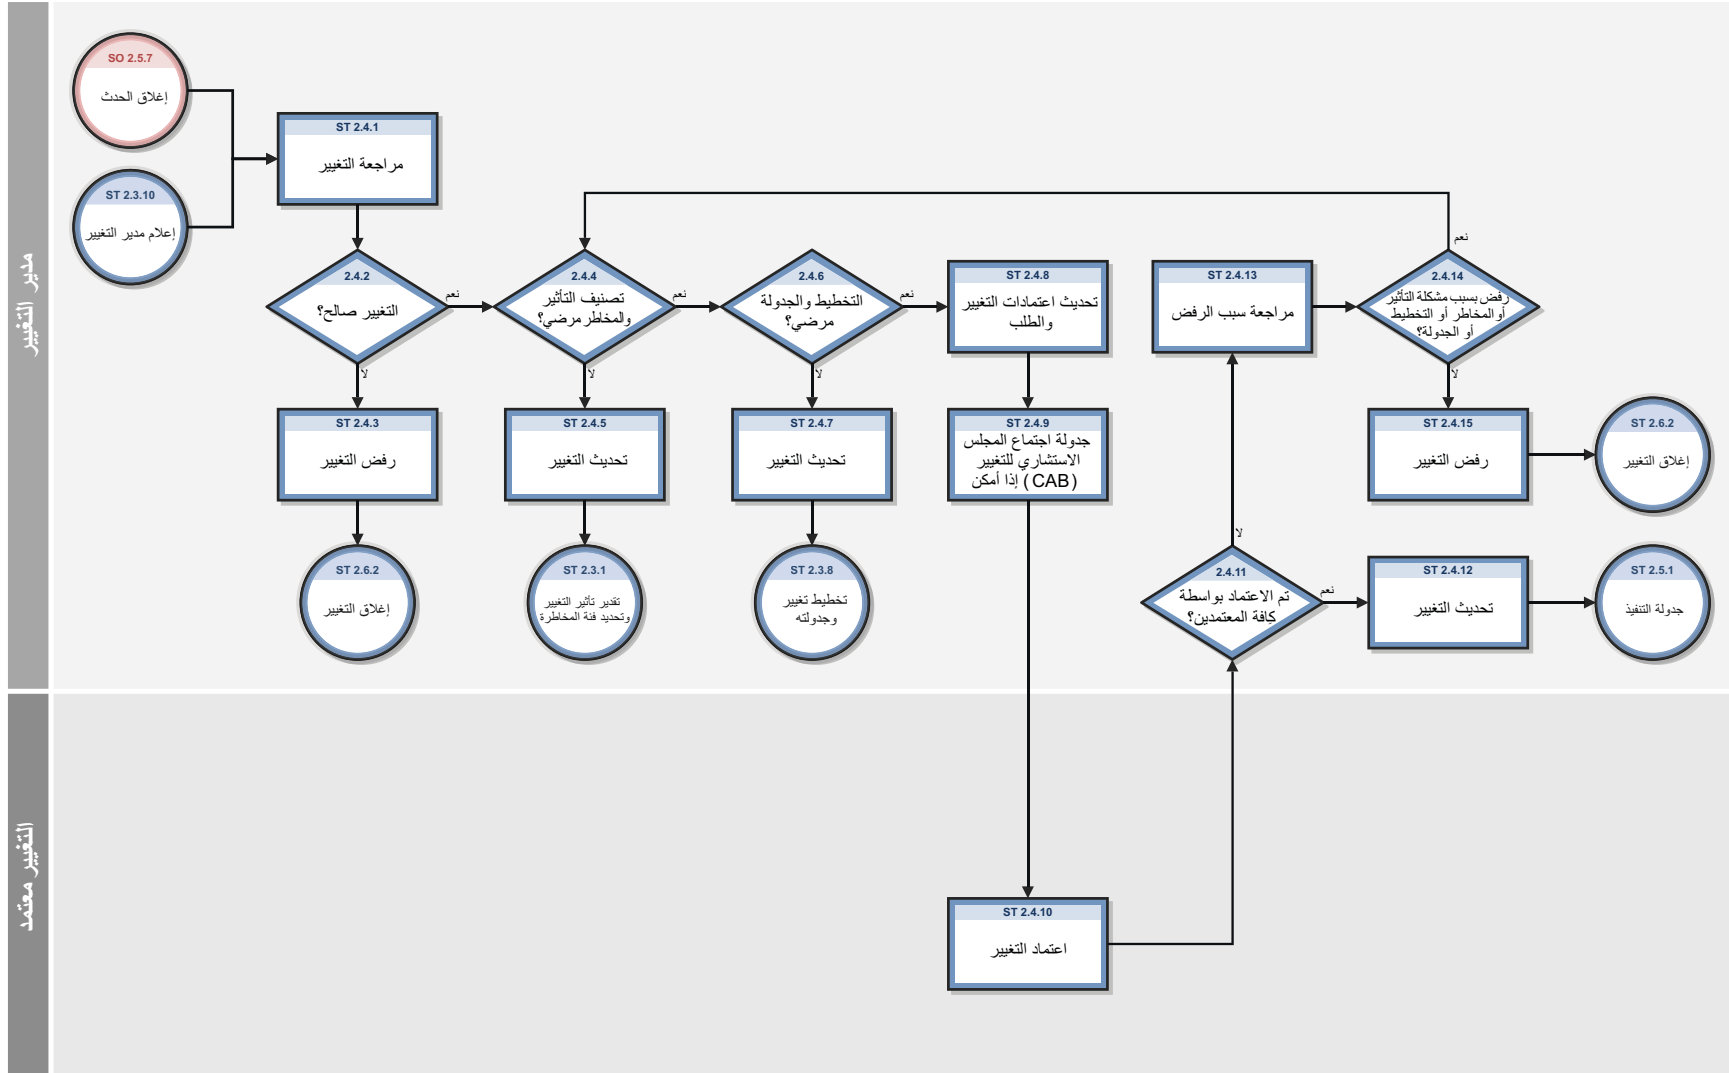 مدير التغيير
SO 2.5.7
إغلاق الحدث
ST 2.3.10
إعلام مدير التغيير
ST 2.4.1
مراجعة التغيير
2.4.2
التغيير صالح؟
نعم
لا
ST 2.4.3
رفض التغيير
ST 2.6.2
إغلاق التغيير
2.4.4
تصنيف التأثير
والمخاطر مرضي؟
نعم
لا
ST 2.4.5
تحديث التغيير
ST 2.3.1
تقدير تأثير التغيير
وتحديد فئة المخاطرة
2.4.6
التخطيط والجدولة
مرضي؟
نعم
لا
ST 2.4.7
تحديث التغيير
ST 2.3.8
تخطيط تغيير
وجدولته
ST 2.4.8
تحديث اعتمادات التغيير
والطلب
ST 2.4.9
جدولة اجتماع المجلس
الاستشاري للتغيير
(CAB) إذا أمكن
2.4.11
تم الاعتماد بواسطة
كافة المعتمدين؟
لا
نعم
ST 2.4.12
تحديث التغيير
ST 2.5.1
جدولة التنفيذ
ST 2.4.13
مراجعة سبب الرفض
2.4.14
رفض بسبب مشكلة التأثير
أو المخاطر أو التخطيط
أو الجدولة؟
نعم
لا
ST 2.4.15
رفض التغيير
ST 2.6.2
إغلاق التغيير
التغيير معتمد
ST 2.4.10
اعتماد التغيير